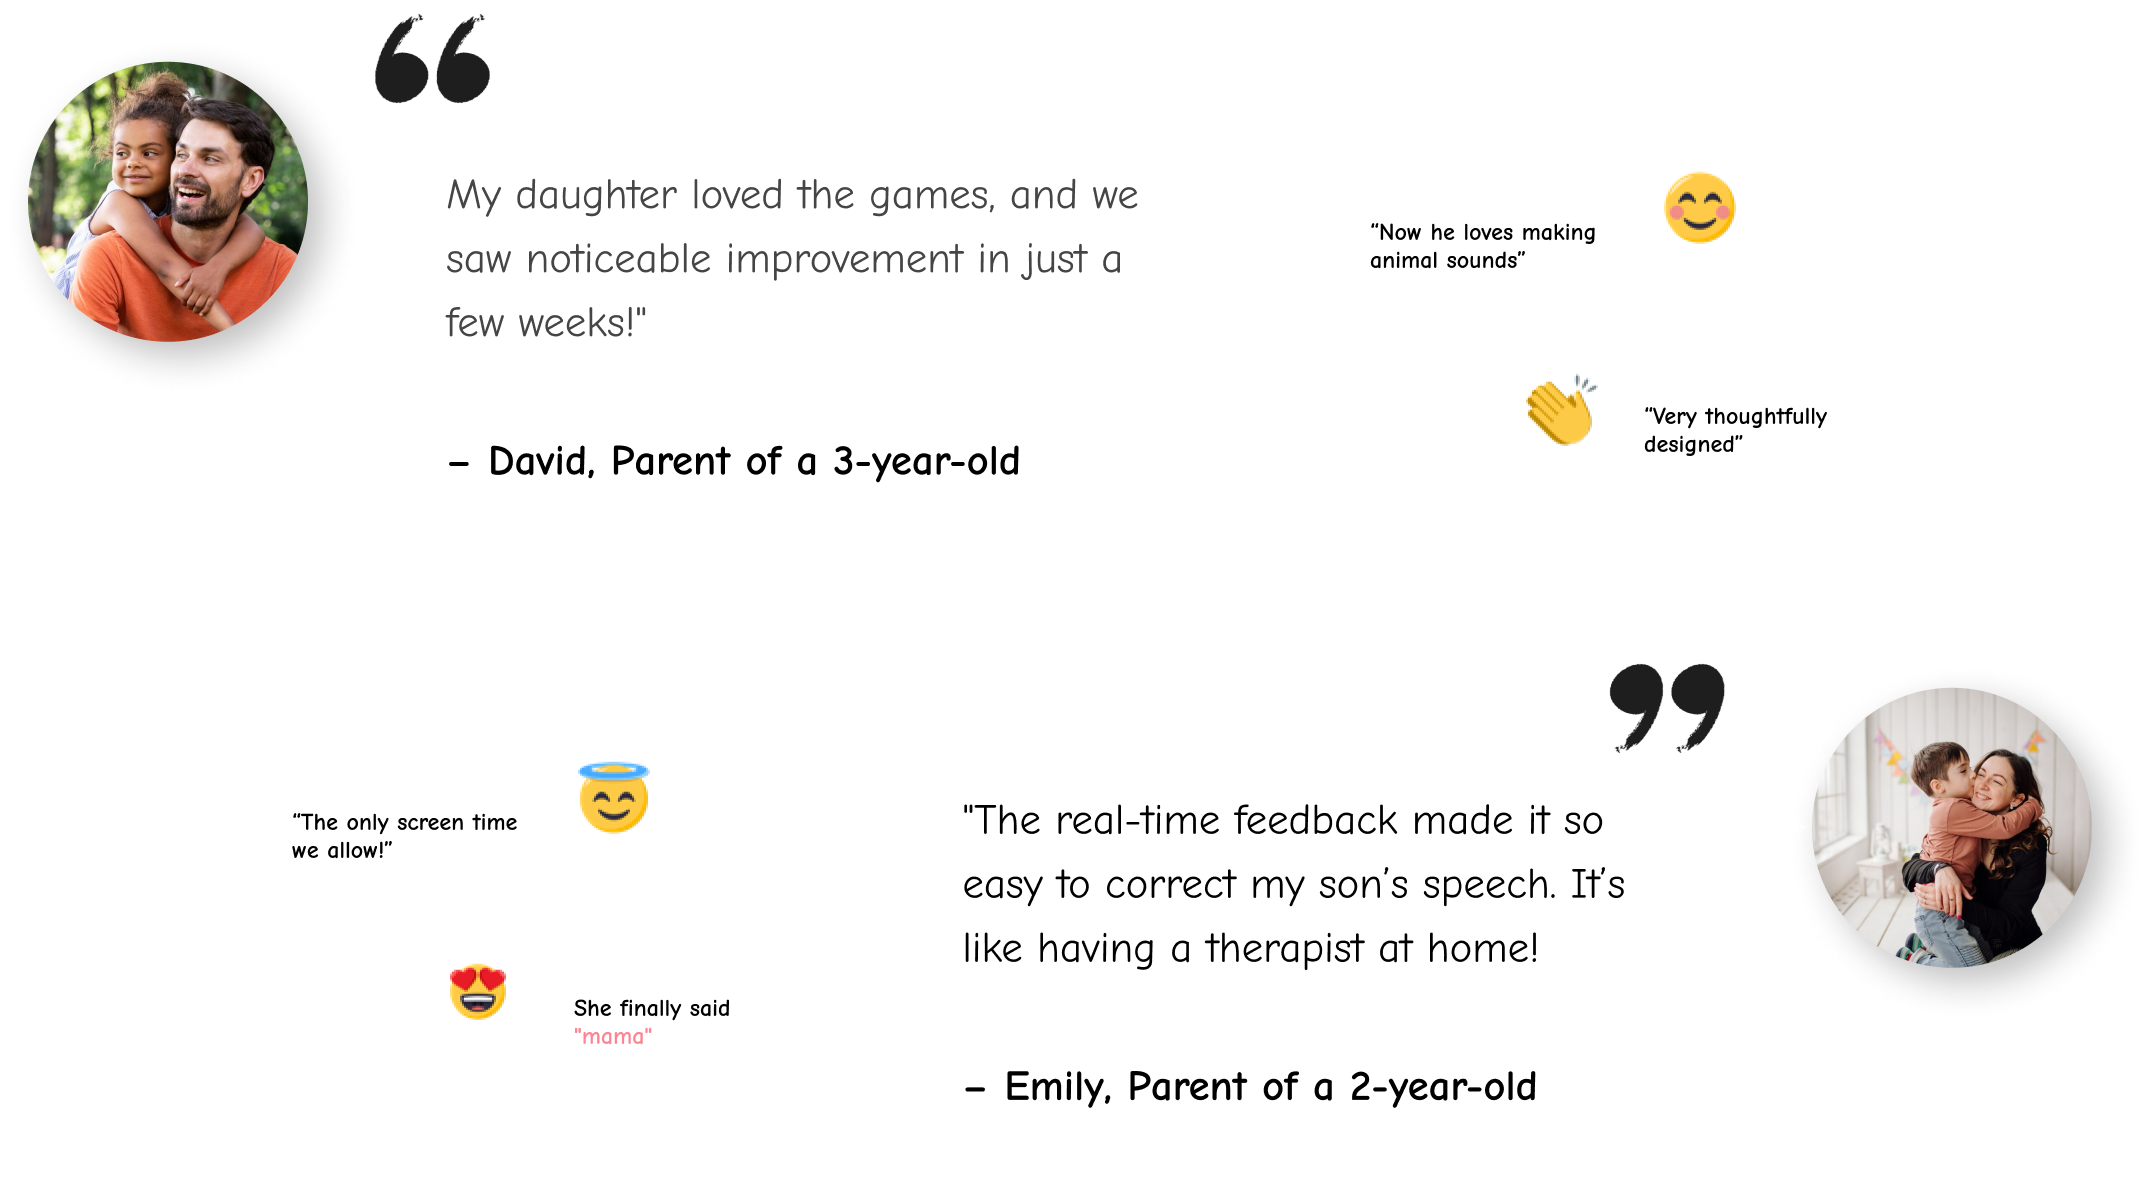 My daughter loved the games, and we
saw noticeable improvement in just a
few weeks!"
– David, Parent of a 3-year-old
“Now he loves making
animal sounds”
“Very thoughtfully
designed”
“The only screen time
we allow!”
She finally said
"mama"
"The real-time feedback made it so
easy to correct my son’s speech. It’s
like having a therapist at home!
– Emily, Parent of a 2-year-old